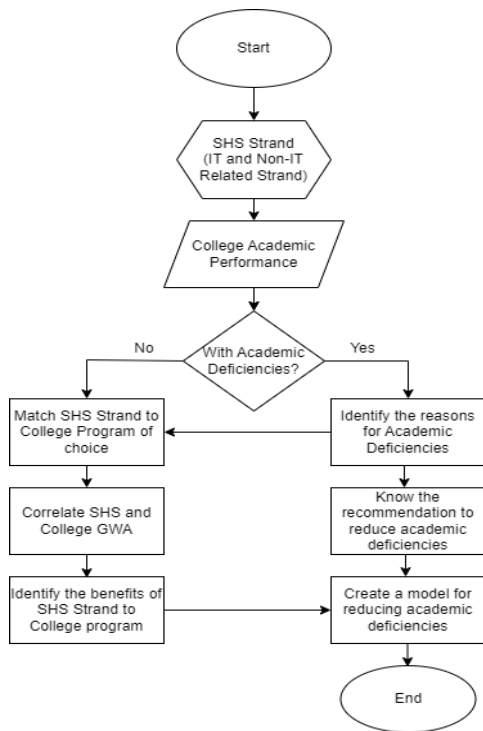 Start
SHS Strand
(IT and Non-IT
Related Strand)
College Academic
Performance
With Academic
Deficiencies?
No
Yes
Match SHS Strand to
College Program of
choice
Identify the reasons
for Academic
Deficiencies
Correlate SHS and
College GWA
Know the
recommendation to
reduce academic
deficiencies
Identify the benefits of
SHS Strand to
College program
Create a model for
reducing academic
deficiencies
End